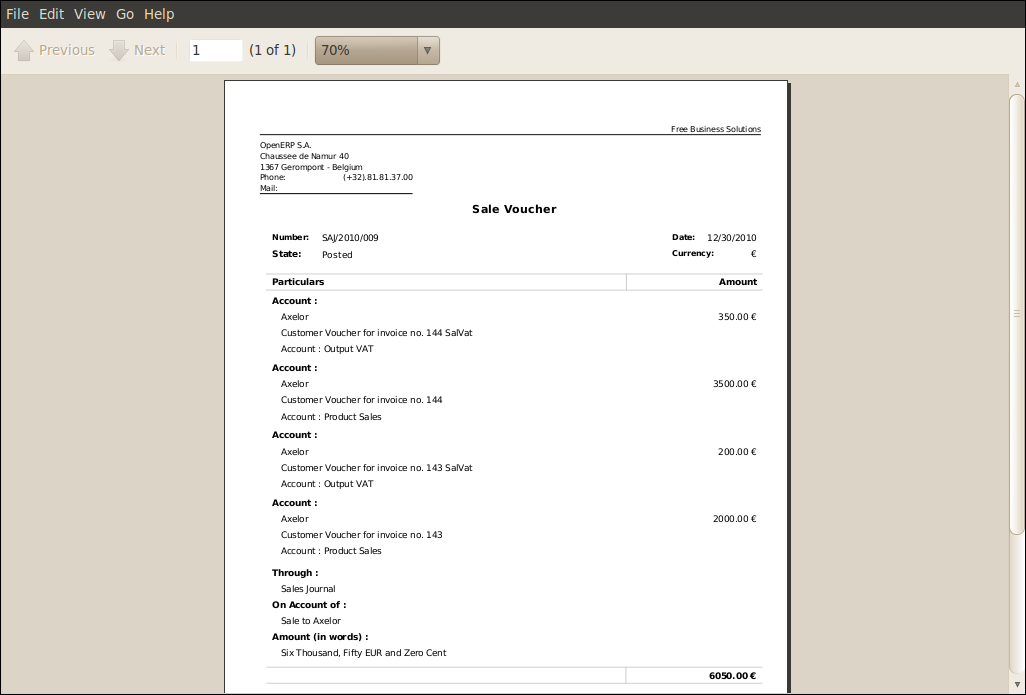 File Edit View Go Help
Previous Next 1 (1 of 1) 70%
Free Business Solutions
OpenERP S.A.
Chaussee de Namur 40
1367 Gerompont - Belgium
Phone: (+32).81.81.37.00
Mail:
Sale Voucher
Number: SAJ/2010/009 Date: 12/30/2010
State: Posted Currency: €
Particulars Amount
Account :
Axelor 350.00 €
Customer Voucher for invoice no. 144 SalVat
Account : Output VAT
Account :
Axelor 3500.00 €
Customer Voucher for invoice no. 144
Account : Product Sales
Account :
Axelor 200.00 €
Customer Voucher for invoice no. 143 SalVat
Account : Output VAT
Account :
Axelor 2000.00 €
Customer Voucher for invoice no. 143
Account : Product Sales
Through :
Sales Journal
On Account of :
Sale to Axelor
Amount (in words) :
Six Thousand, Fifty EUR and Zero Cent
6050.00 €